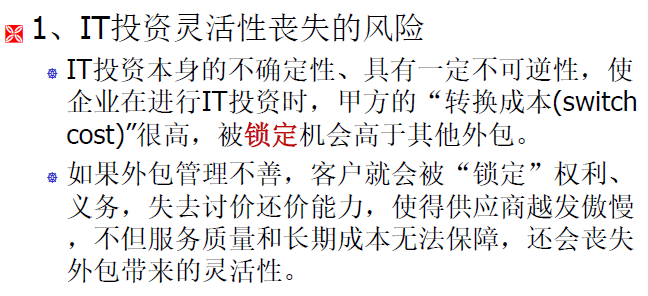 1、IT投资灵活性丧失的风险
IT投资本身的不确定性、具有一定不可逆性，使
企业在进行IT投资时，甲方的“转换成本(switch
cost)”很高，被锁定机会高于其他外包。
如果外包管理不善，客户就会被“锁定”权利、
义务，失去讨价还价能力，使得供应商越发傲慢
，不但服务质量和长期成本无法保障，还会丧失
外包带来的灵活性。